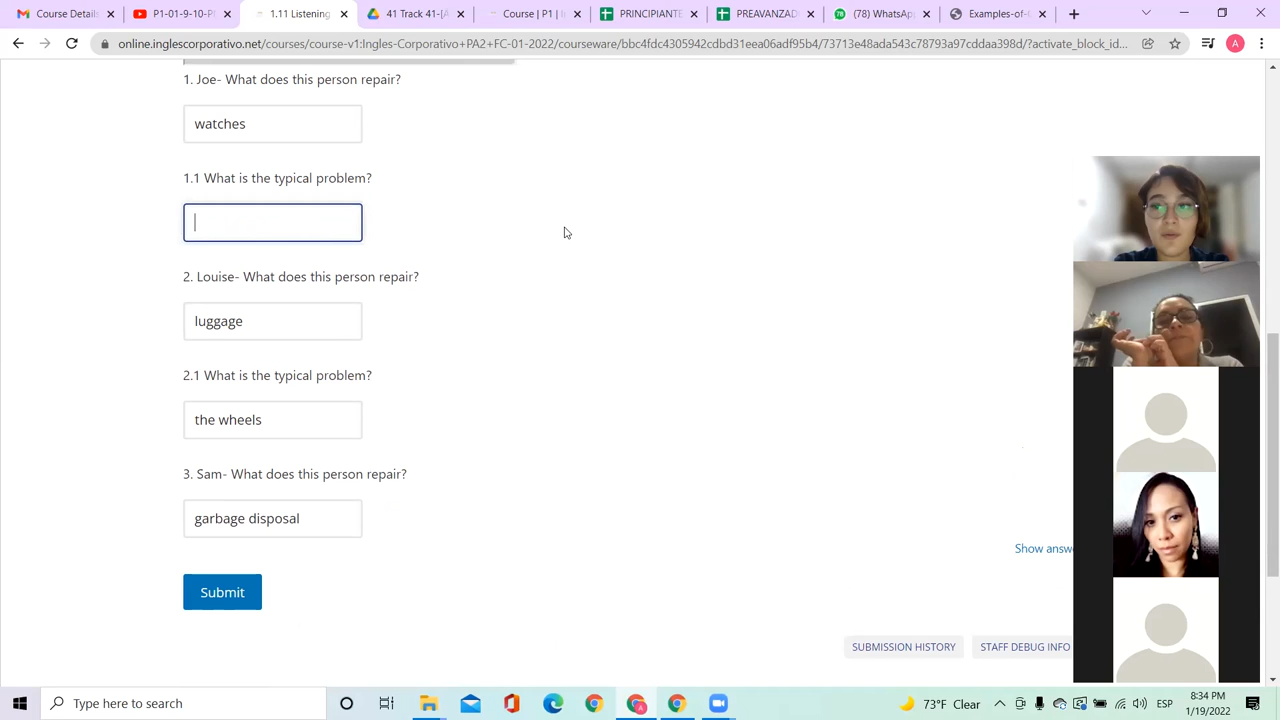 Course Details
P1-01-9-10-P
1.11 Listening
41 Track 41-[A
Course | P1 | I
PRINCIPIANTE
PREAVANZADO
(78) WhatsApp
Examples-of-
online.inglescorporativo.net/courses/course-v1:Ingles-Corporativo+PA2+FG-01-2022/courseware/bbc4fdc4305942cdbd31eea06adf95b4/73713e48ada543c78793a97cddaa398d/?activate_block_id...
A
1. Joe- What does this person repair?
watches
1.1 What is the typical problem?
2. Louise- What does this person repair?
luggage
2.1 What is the typical problem?
the wheels
3. Sam- What does this person repair?
garbage disposal
Show answ
Submit
SUBMISSION HISTORY
STAFF DEBUG INFO
Type here to search
73°F Clear
ESP
8:34 PM
1/19/2022